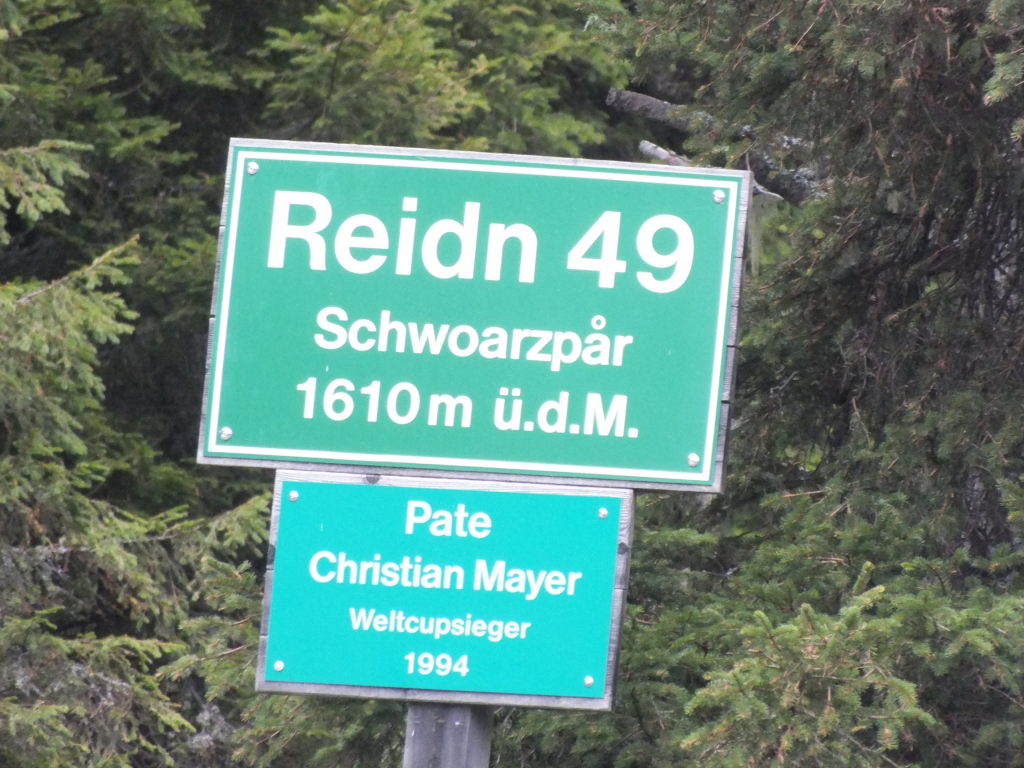 Reidn 49
Schwoarzpår
1610m ü.d.M.
Pate
Christian Mayer
Weltcupsieger
1994